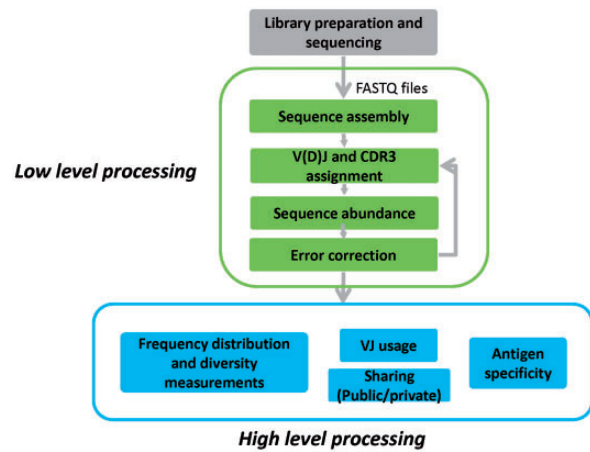 Library preparation and
sequencing
FASTQ files
Sequence assembly
Low level processing
V(D)J and CDR3
assignment
Sequence abundance
Error correction
Frequency distribution
and diversity
measurements
VJ usage
Sharing
(Public/private)
Antigen
specificity
High level processing